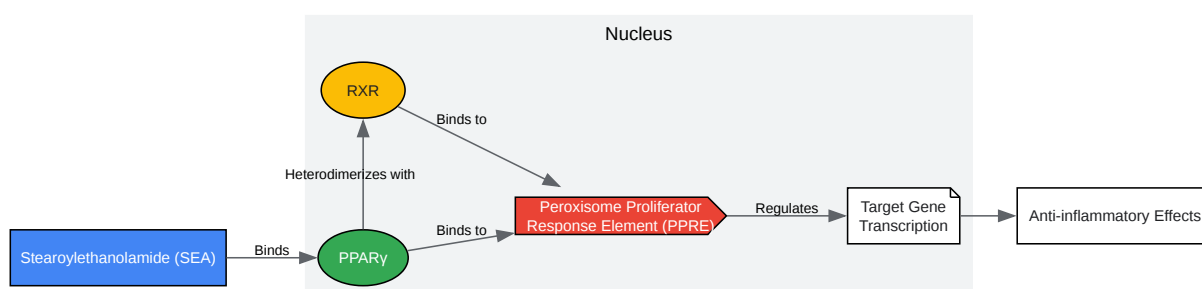 Nucleus
RXR
Binds to
Heterodimerizes with
Stearoylethanolamide (SEA)
Binds
PPARγ
Binds to
Peroxisome Proliferator
Response Element (PPRE)
Regulates
Target Gene
Transcription
Anti-inflammatory Effects